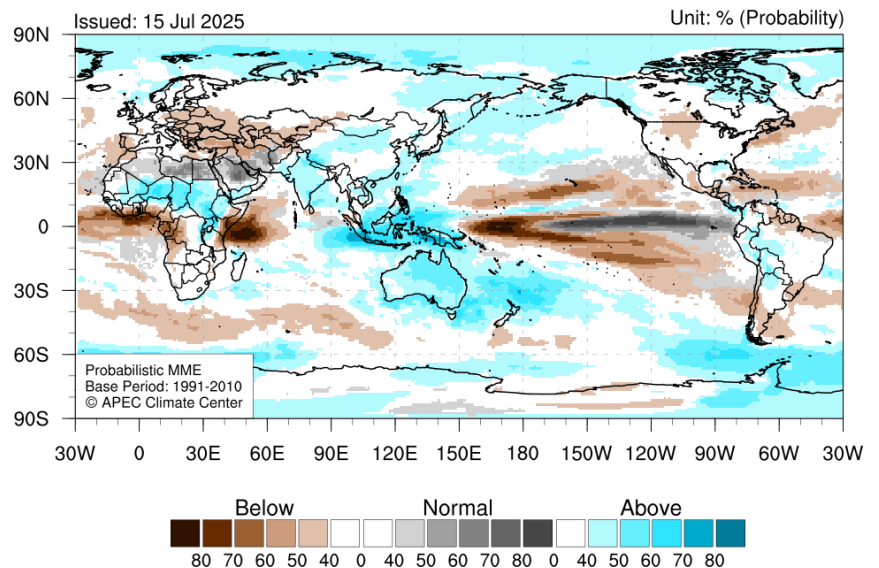 Issued: 15 Jul 2025 Unit: % (Probability)
90N
60N
30N
0
30S
60S
90S
Probabilistic MME
Base Period: 1991-2010
© APEC Climate Center
30W 0 30E 60E 90E 120E 150E 180 150W 120W 90W 60W 30W
Below Normal Above
80 70 60 50 40 0 40 50 60 70 80 0 40 50 60 70 80